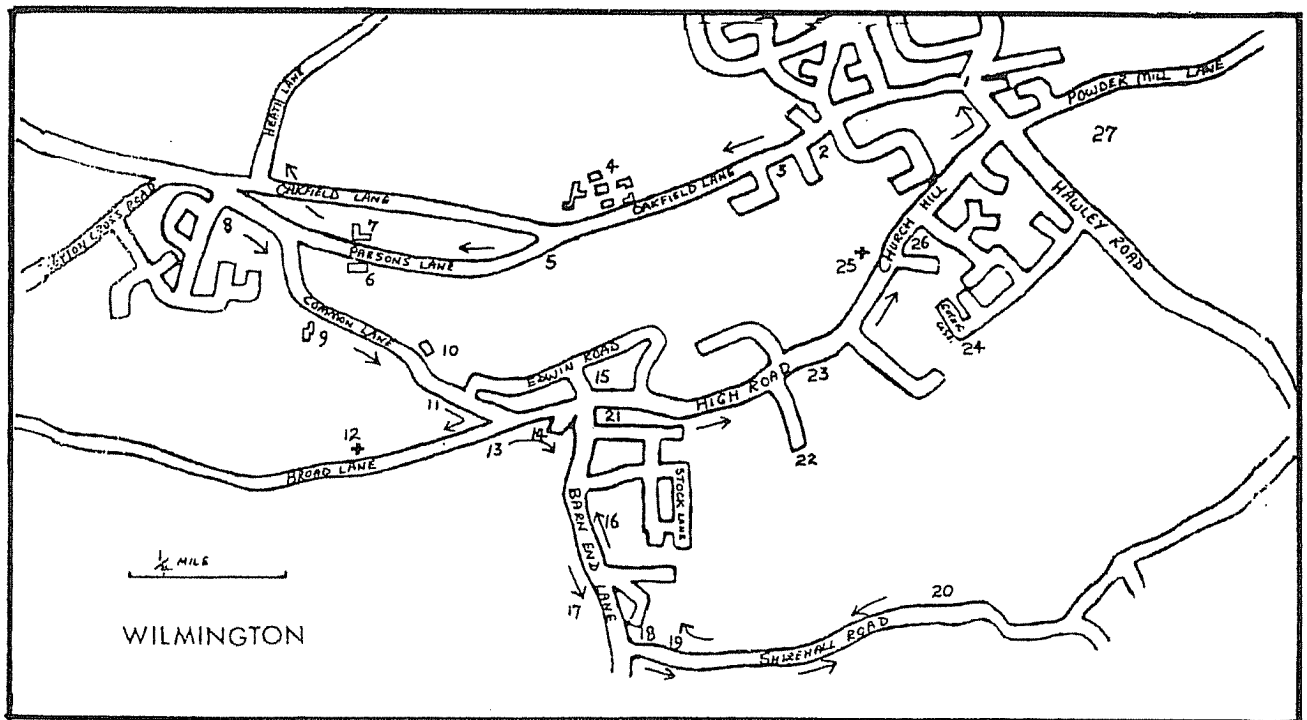 HEATH LANE
POWDER MILL LANE
1
27
2
3
4
OAKFIELD LANE
OAKFIELD LANE
HAWLEY ROAD
CROSS ROAD
8
7
PARSONS LANE
6
5
CHURCH HILL
25
26
COMMON LANE
9
10
24
EDWIN ROAD
15
23
HIGH ROAD
11
21
12
13
14
BROAD LANE
22
STOCK LANE
BARN END LANE
16
1/4 MILE
17
20
18
19
SHIREHALL ROAD
WILMINGTON